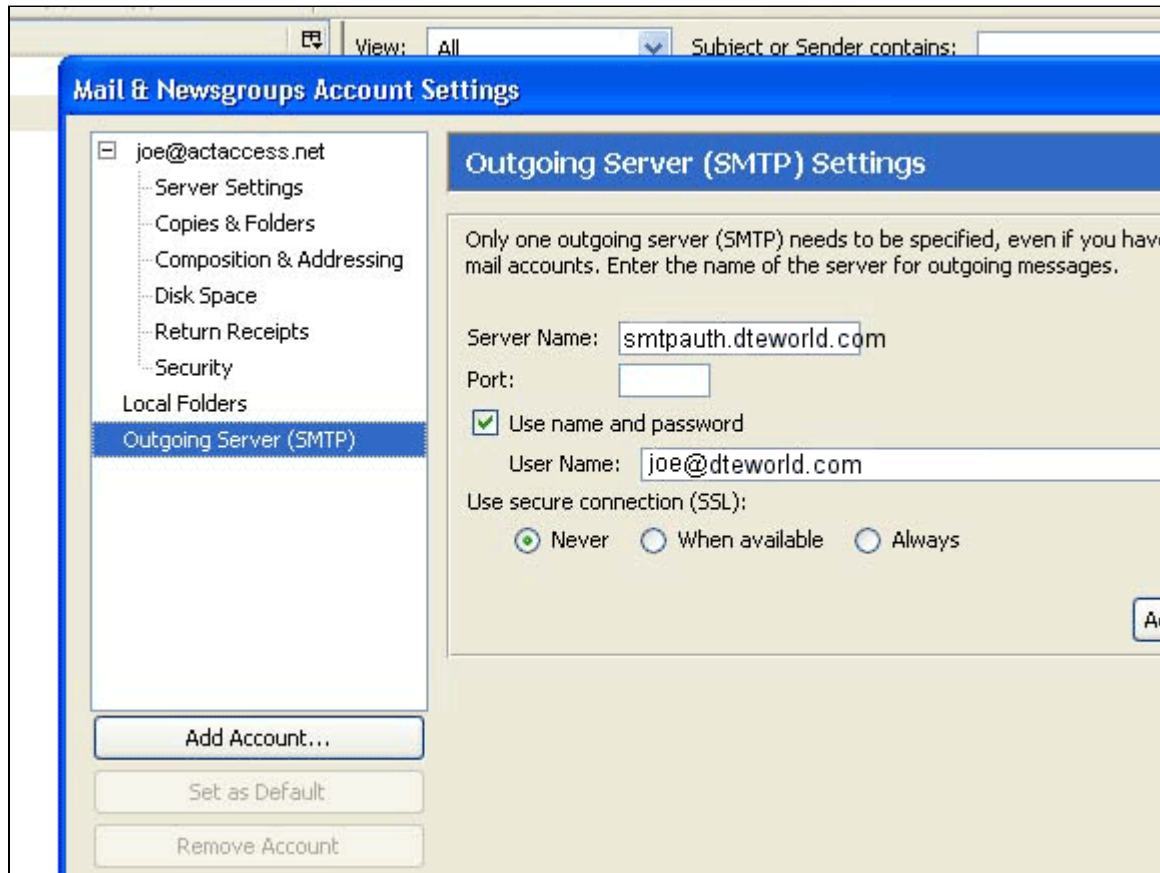 View: All Subject or Sender contains:
Mail & Newsgroups Account Settings
joe@actaccess.net
Server Settings
Copies & Folders
Composition & Addressing
Disk Space
Return Receipts
Security
Local Folders
Outgoing Server (SMTP)
Add Account...
Set as Default
Remove Account
Outgoing Server (SMTP) Settings
Only one outgoing server (SMTP) needs to be specified, even if you have
mail accounts. Enter the name of the server for outgoing messages.
Server Name: smtpauth.dteworld.com
Port:
Use name and password
User Name: joe@dteworld.com
Use secure connection (SSL):
Never When available Always